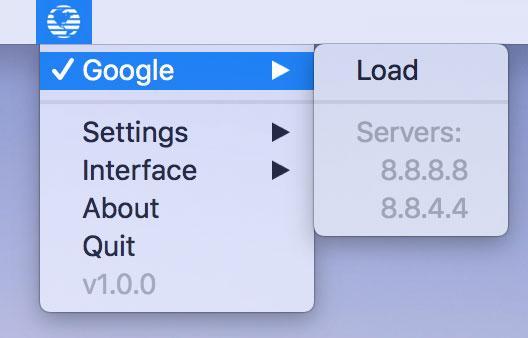 Google
Settings
Interface
About
Quit
v1.0.0
Load
Servers:
8.8.8.8
8.8.4.4